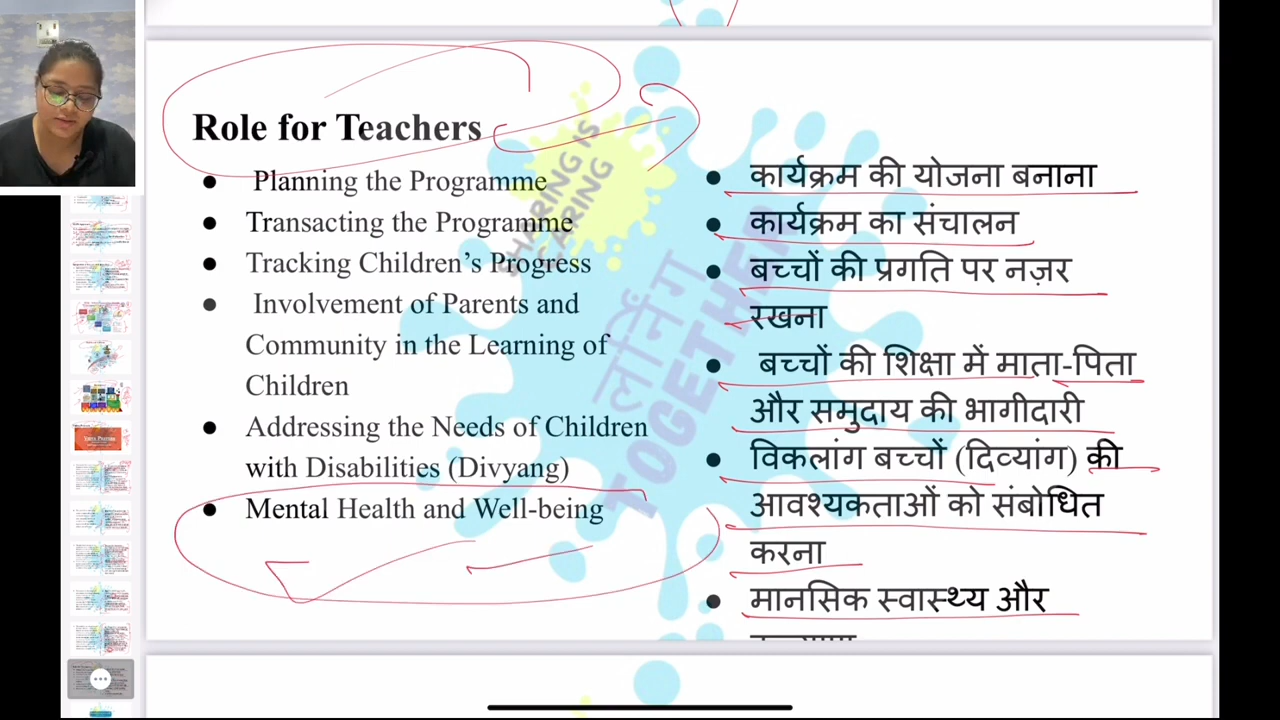 Role for Teachers
● Planning the Programme
● Transacting the Programme
● Tracking Children's Progress
● Involvement of Parents and
Community in the Learning of
Children
● Addressing the Needs of Children
with Disabilities (Divyang)
● Mental Health and Well-being
● कार्यक्रम की योजना बनाना
● कार्यक्रम का संचालन
● बच्चों की प्रगति पर नज़र
रखना
● बच्चों की शिक्षा में माता-पिता
और समुदाय की भागीदारी
● विकलांग बच्चों (दिव्यांग) की
आवश्यकताओं को संबोधित
करना
● मानसिक स्वास्थ्य और
लर्निंग